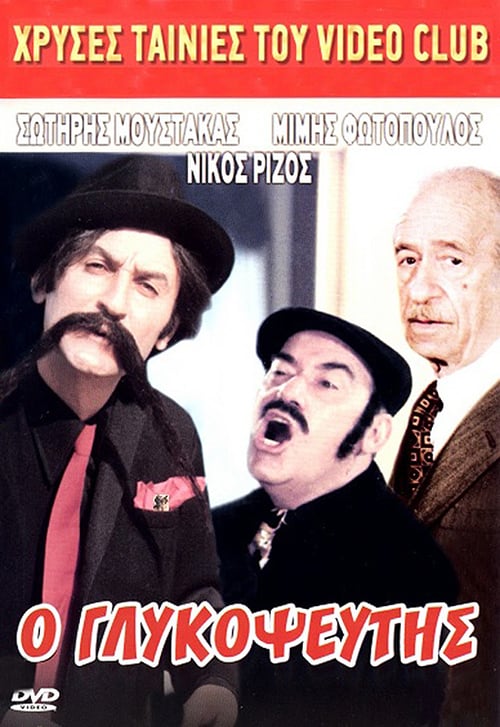 ΧΡΥΣΕΣ ΤΑΙΝΙΕΣ ΤΟΥ VIDEO CLUB
ΣΩΤΗΡΗΣ ΜΟΥΣΤΑΚΑΣ ΜΙΜΗΣ ΦΩΤΟΠΟΥΛΟΣ
ΝΙΚΟΣ ΡΙΖΟΣ
Ο ΓΛΥΚΟΨΕΥΤΗΣ
DVD
VIDEO